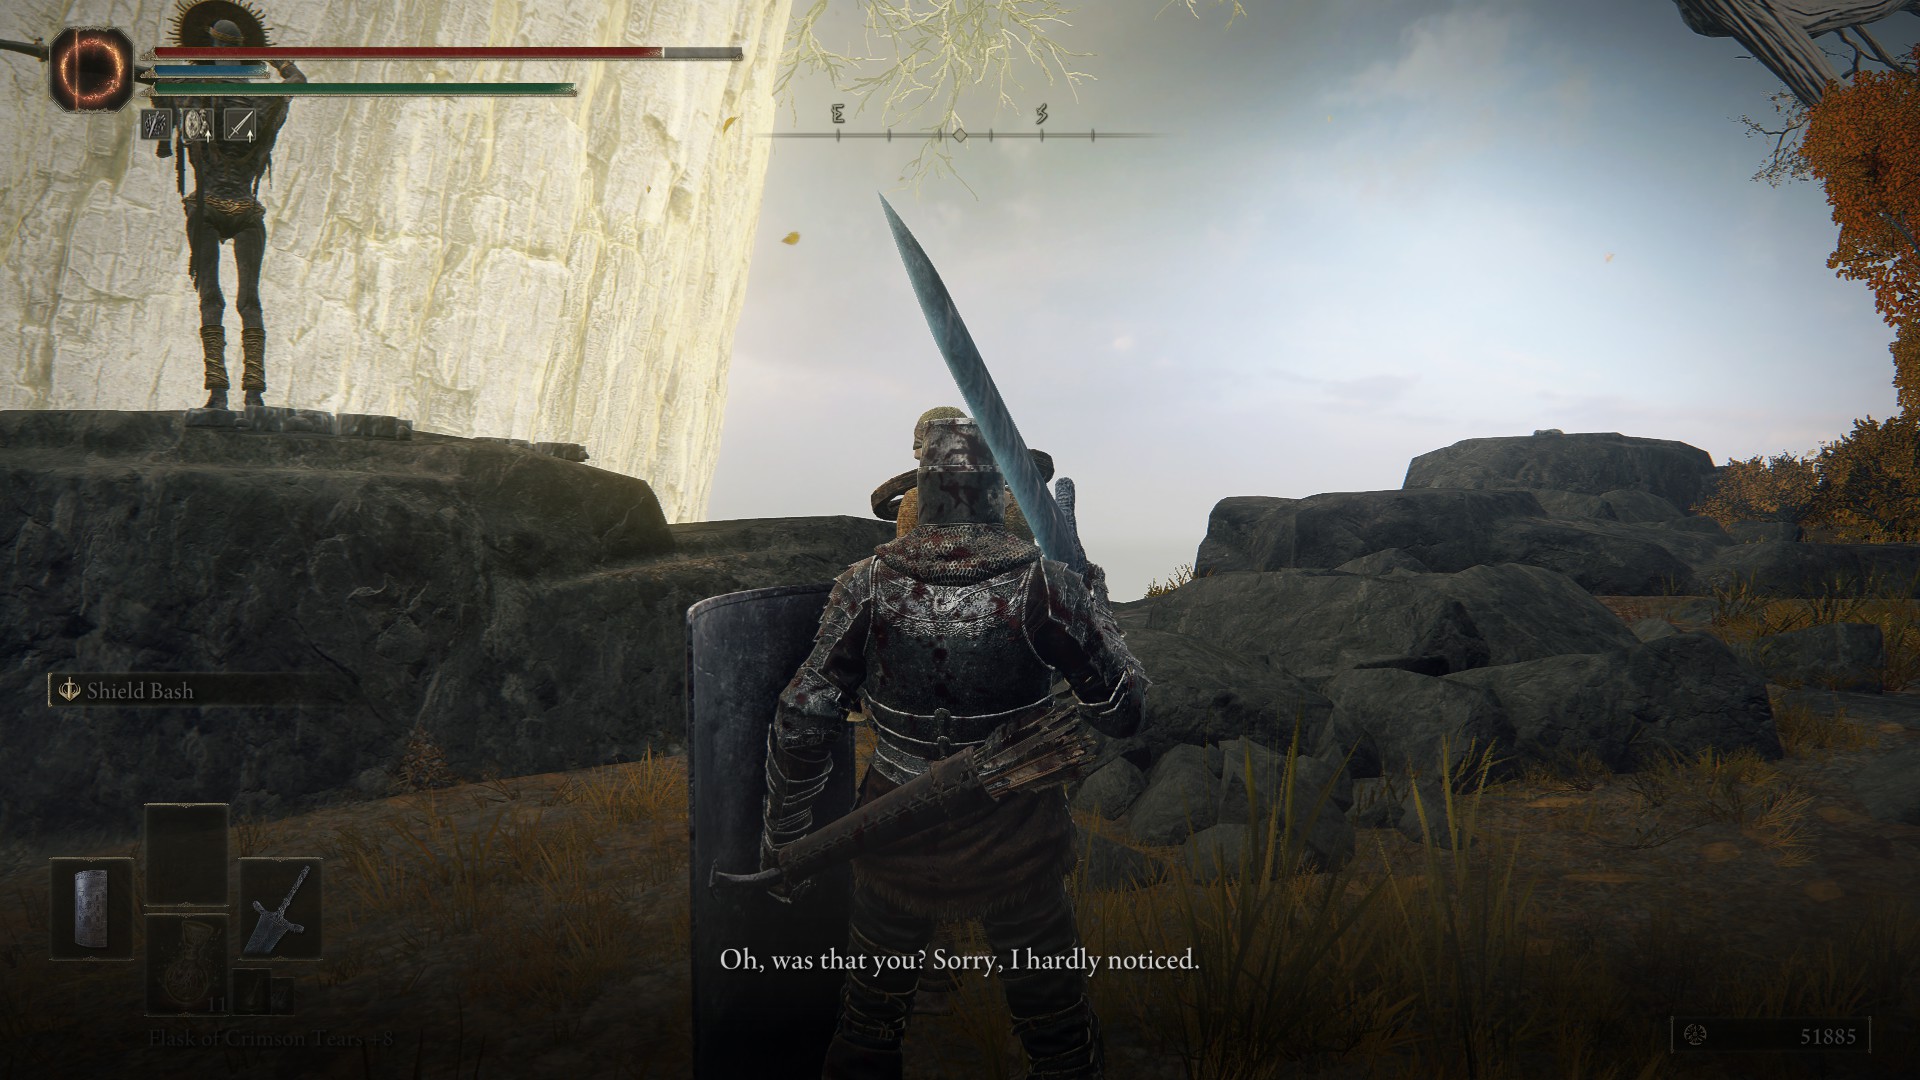 E S
Shield Bash
Oh, was that you? Sorry, I hardly noticed.
11
Flask of Crimson Tears +8
51885